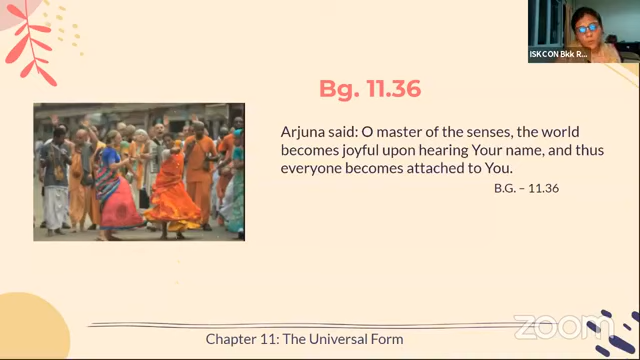 ISKCON Bkk R...
Bg. 11.36
Arjuna said: O master of the senses, the world
becomes joyful upon hearing Your name, and thus
everyone becomes attached to You.
B.G. – 11.36
zoom
Chapter 11: The Universal Form